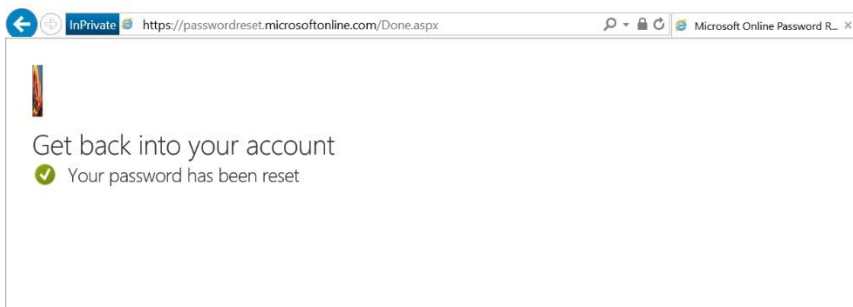 InPrivate https://passwordreset.microsoftonline.com/Done.aspx Microsoft Online Password R...
Get back into your account
Your password has been reset